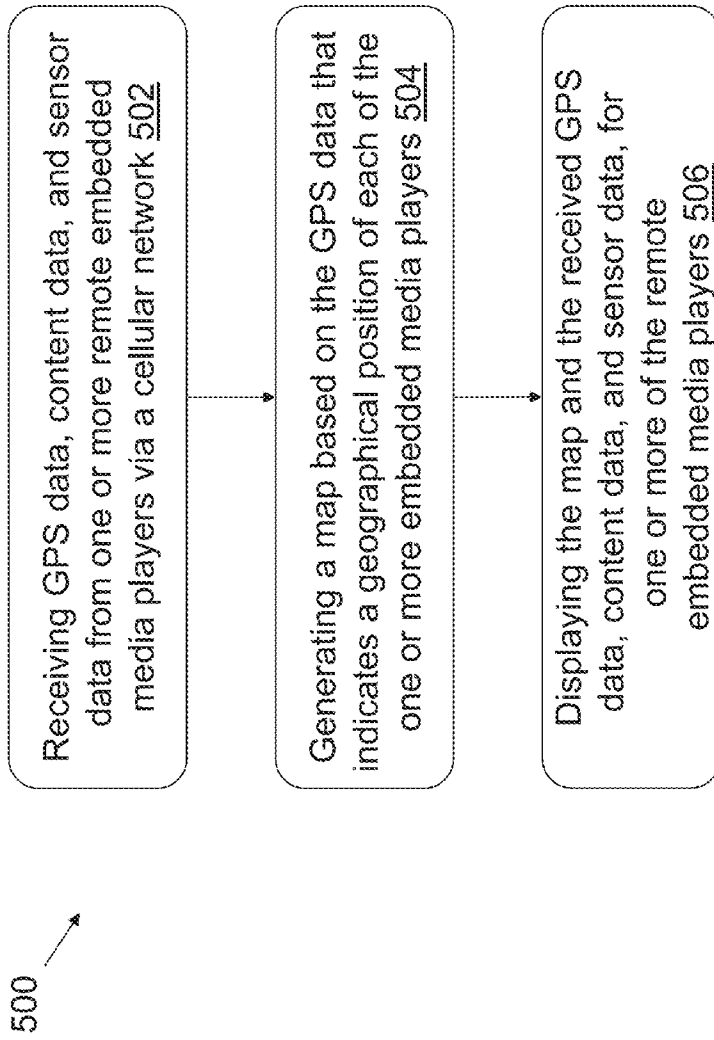 500
Receiving GPS data, content data, and sensor
data from one or more remote embedded
media players via a cellular network 502
Generating a map based on the GPS data that
indicates a geographical position of each of the
one or more embedded media players 504
Displaying the map and the received GPS
data, content data, and sensor data, for
one or more of the remote
embedded media players 506